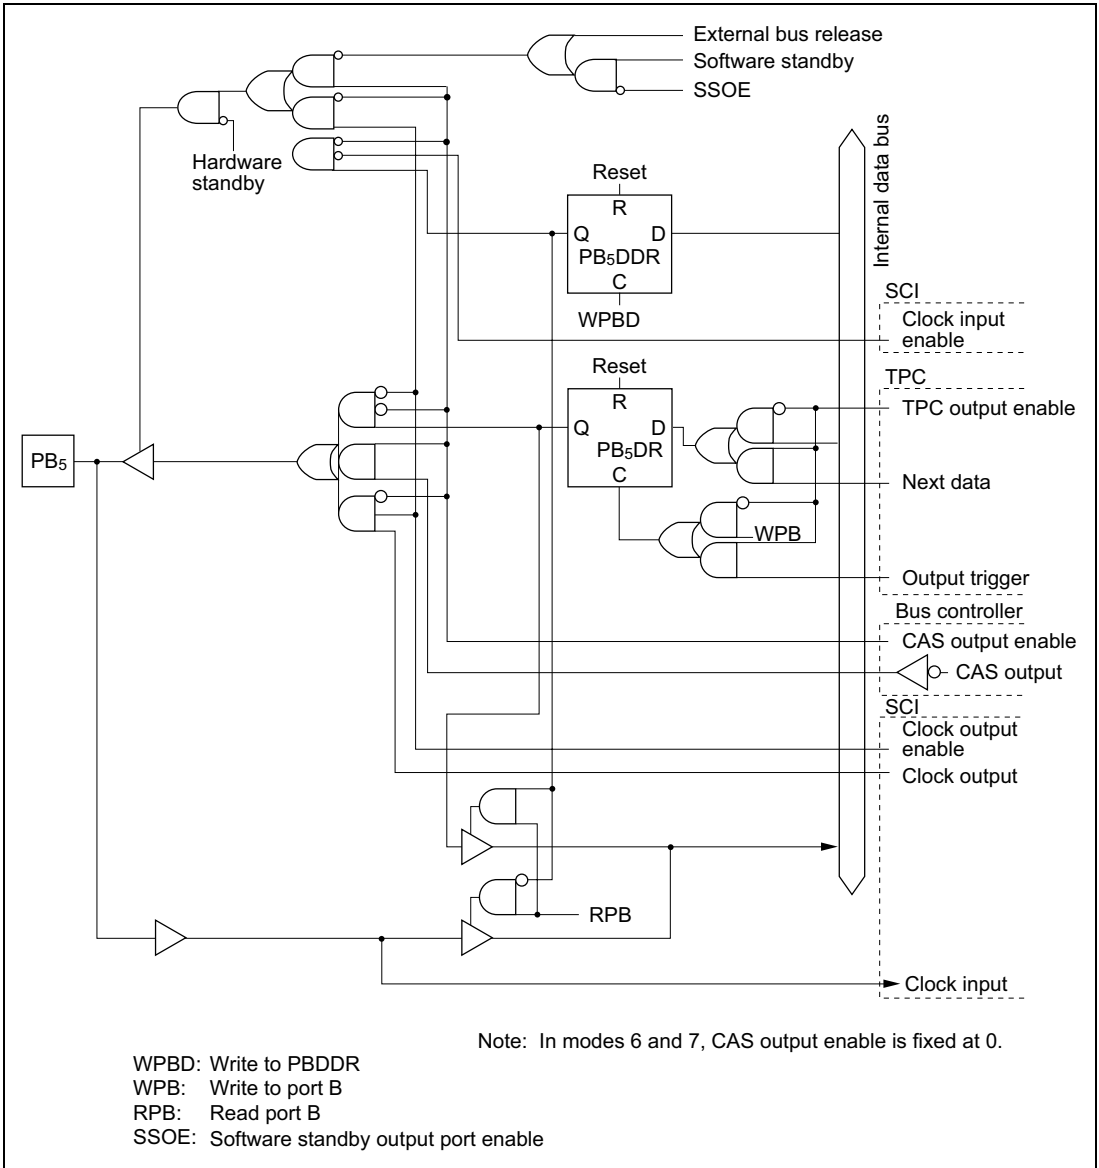 External bus release
Software standby
SSOE
Hardware
standby
Internal data bus
Reset
R
Q D
PB5DDR
C
WPBD
SCI
Clock input
enable
Reset
R
Q D
PB5DR
C
TPC
TPC output enable
Next data
WPB
Output trigger
PB5
Bus controller
CAS output enable
CAS output
SCI
Clock output
enable
Clock output
RPB
Clock input
Note: In modes 6 and 7, CAS output enable is fixed at 0.
WPBD: Write to PBDDR
WPB: Write to port B
RPB: Read port B
SSOE: Software standby output port enable